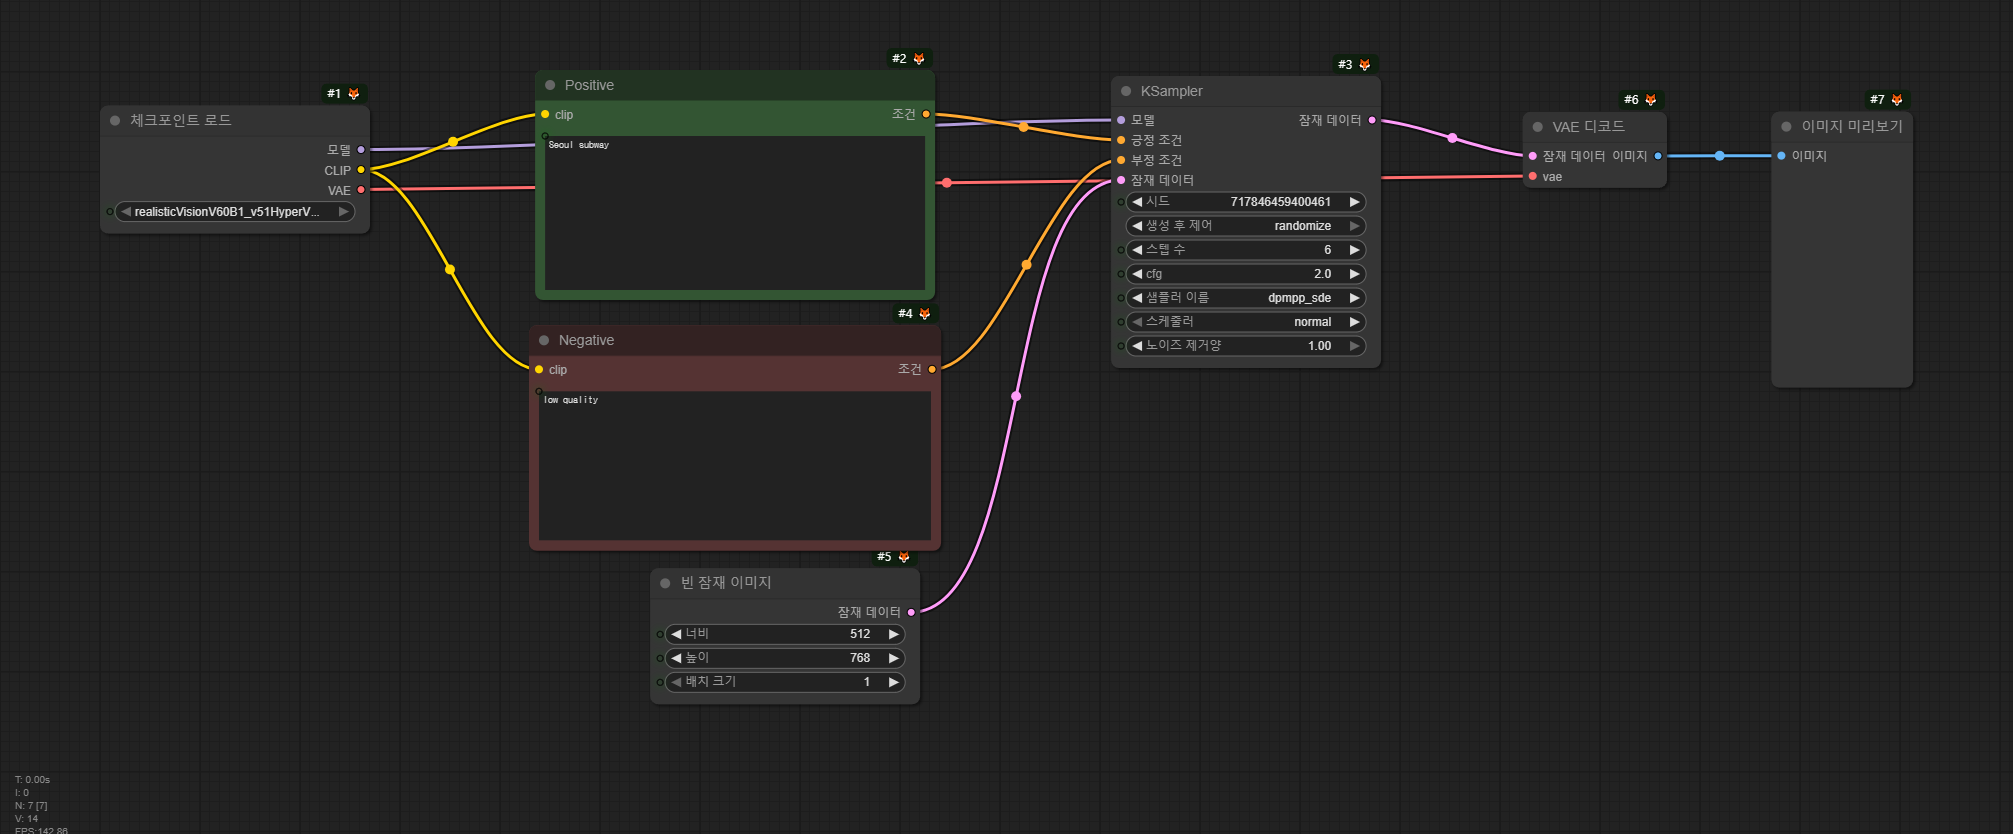 #1
체크포인트 로드
모델
CLIP
VAE
realisticVisionV60B1_v51HyperV...
#2
Positive
clip
조건
Seoul subway
#4
Negative
clip
조건
low quality
#5
빈 잠재 이미지
잠재 데이터
너비 512
높이 768
배치 크기 1
#3
KSampler
모델 잠재 데이터
긍정 조건
부정 조건
잠재 데이터
시드 717846459400461
생성 후 제어 randomize
스텝 수 6
cfg 2.0
샘플러 이름 dpmpp_sde
스케줄러 normal
노이즈 제거양 1.00
#6
VAE 디코드
잠재 데이터 이미지
vae
#7
이미지 미리보기
이미지
T: 0.00s
I: 0
N: 7 [7]
V: 14
FPS:142.86